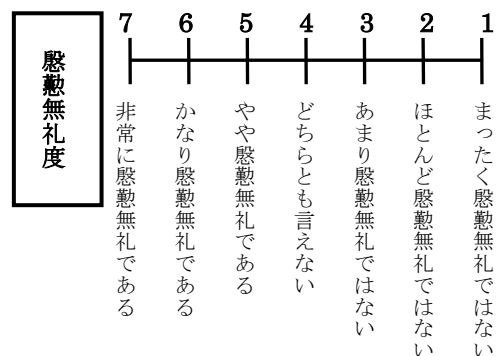 慇懃無礼度
7 6 5 4 3 2 1
まったく慇懃無礼ではない
ほとんど慇懃無礼ではない
あまり慇懃無礼ではない
どちらとも言えない
やや慇懃無礼である
かなり慇懃無礼である
非常に慇懃無礼である